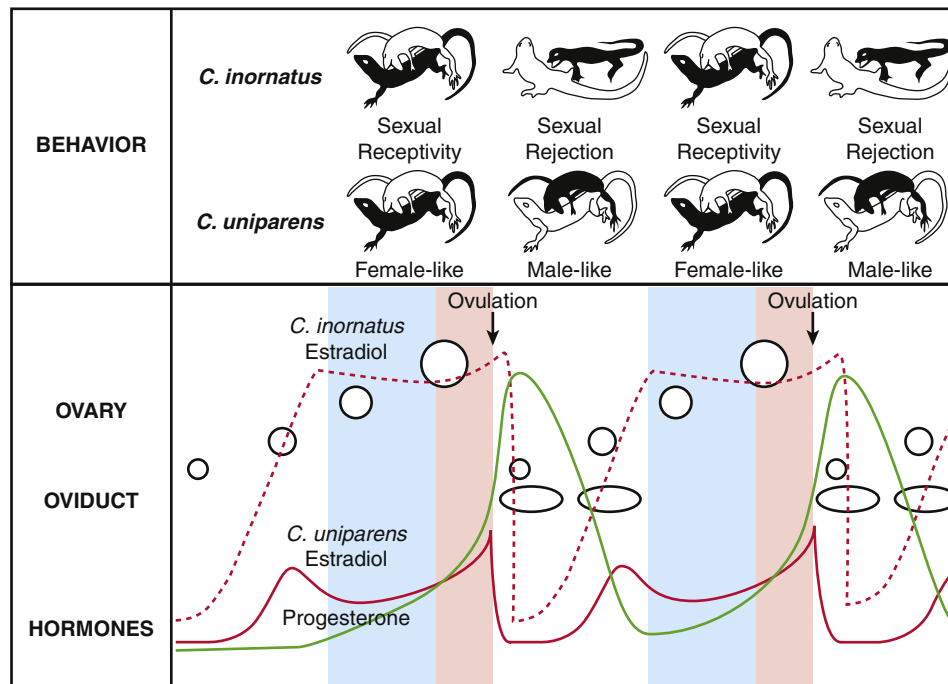 BEHAVIOR
C. inornatus
Sexual Receptivity
Sexual Rejection
Sexual Receptivity
Sexual Rejection
C. uniparens
Female-like
Male-like
Female-like
Male-like
OVARY
OVIDUCT
HORMONES
Ovulation
Ovulation
C. inornatus
Estradiol
C. uniparens
Estradiol
Progesterone